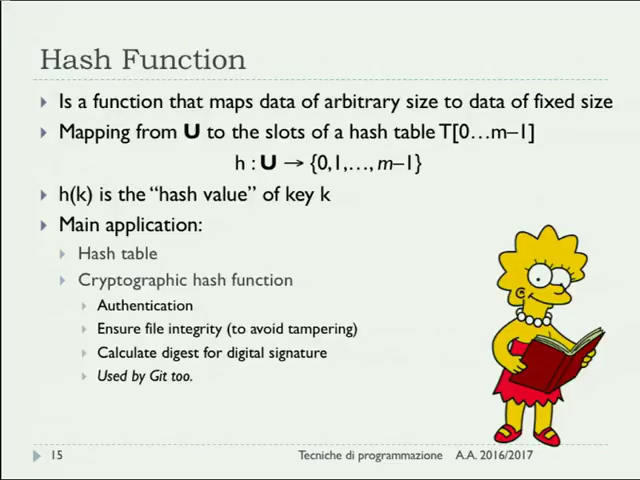 Hash Function
Is a function that maps data of arbitrary size to data of fixed size
Mapping from U to the slots of a hash table T[0…m–1]
h : U → {0,1,…, m–1}
h(k) is the “hash value” of key k
Main application:
Hash table
Cryptographic hash function
Authentication
Ensure file integrity (to avoid tampering)
Calculate digest for digital signature
Used by Git too.
15 Tecniche di programmazione A.A. 2016/2017